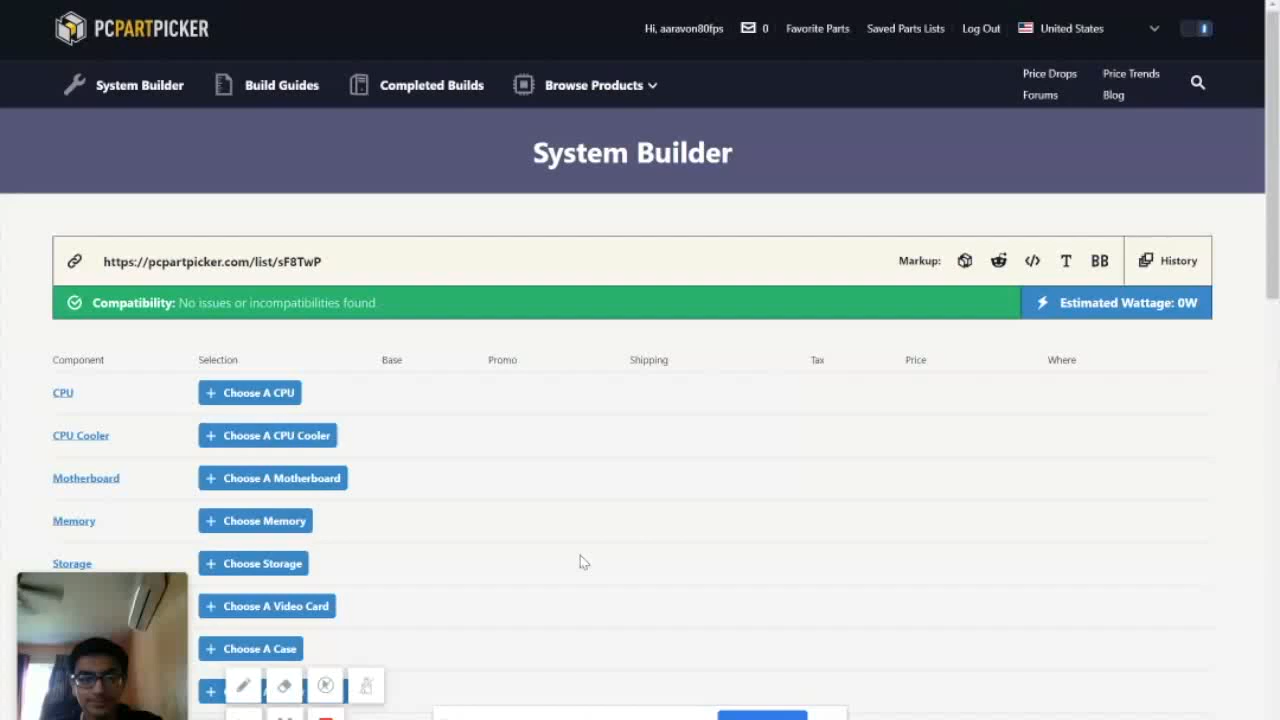 PCPARTPICKER
Hi, aaravon80fps 0 Favorite Parts Saved Parts Lists Log Out United States
System Builder Build Guides Completed Builds Browse Products
Price Drops Price Trends
Forums Blog
System Builder
https://pcpartpicker.com/list/sF8TwP
Markup: T BB History
Compatibility: No issues or incompatibilities found.
Estimated Wattage: 0W
Component Selection Base Promo Shipping Tax Price Where
CPU + Choose A CPU
CPU Cooler + Choose A CPU Cooler
Motherboard + Choose A Motherboard
Memory + Choose Memory
Storage + Choose Storage
+ Choose A Video Card
+ Choose A Case
+